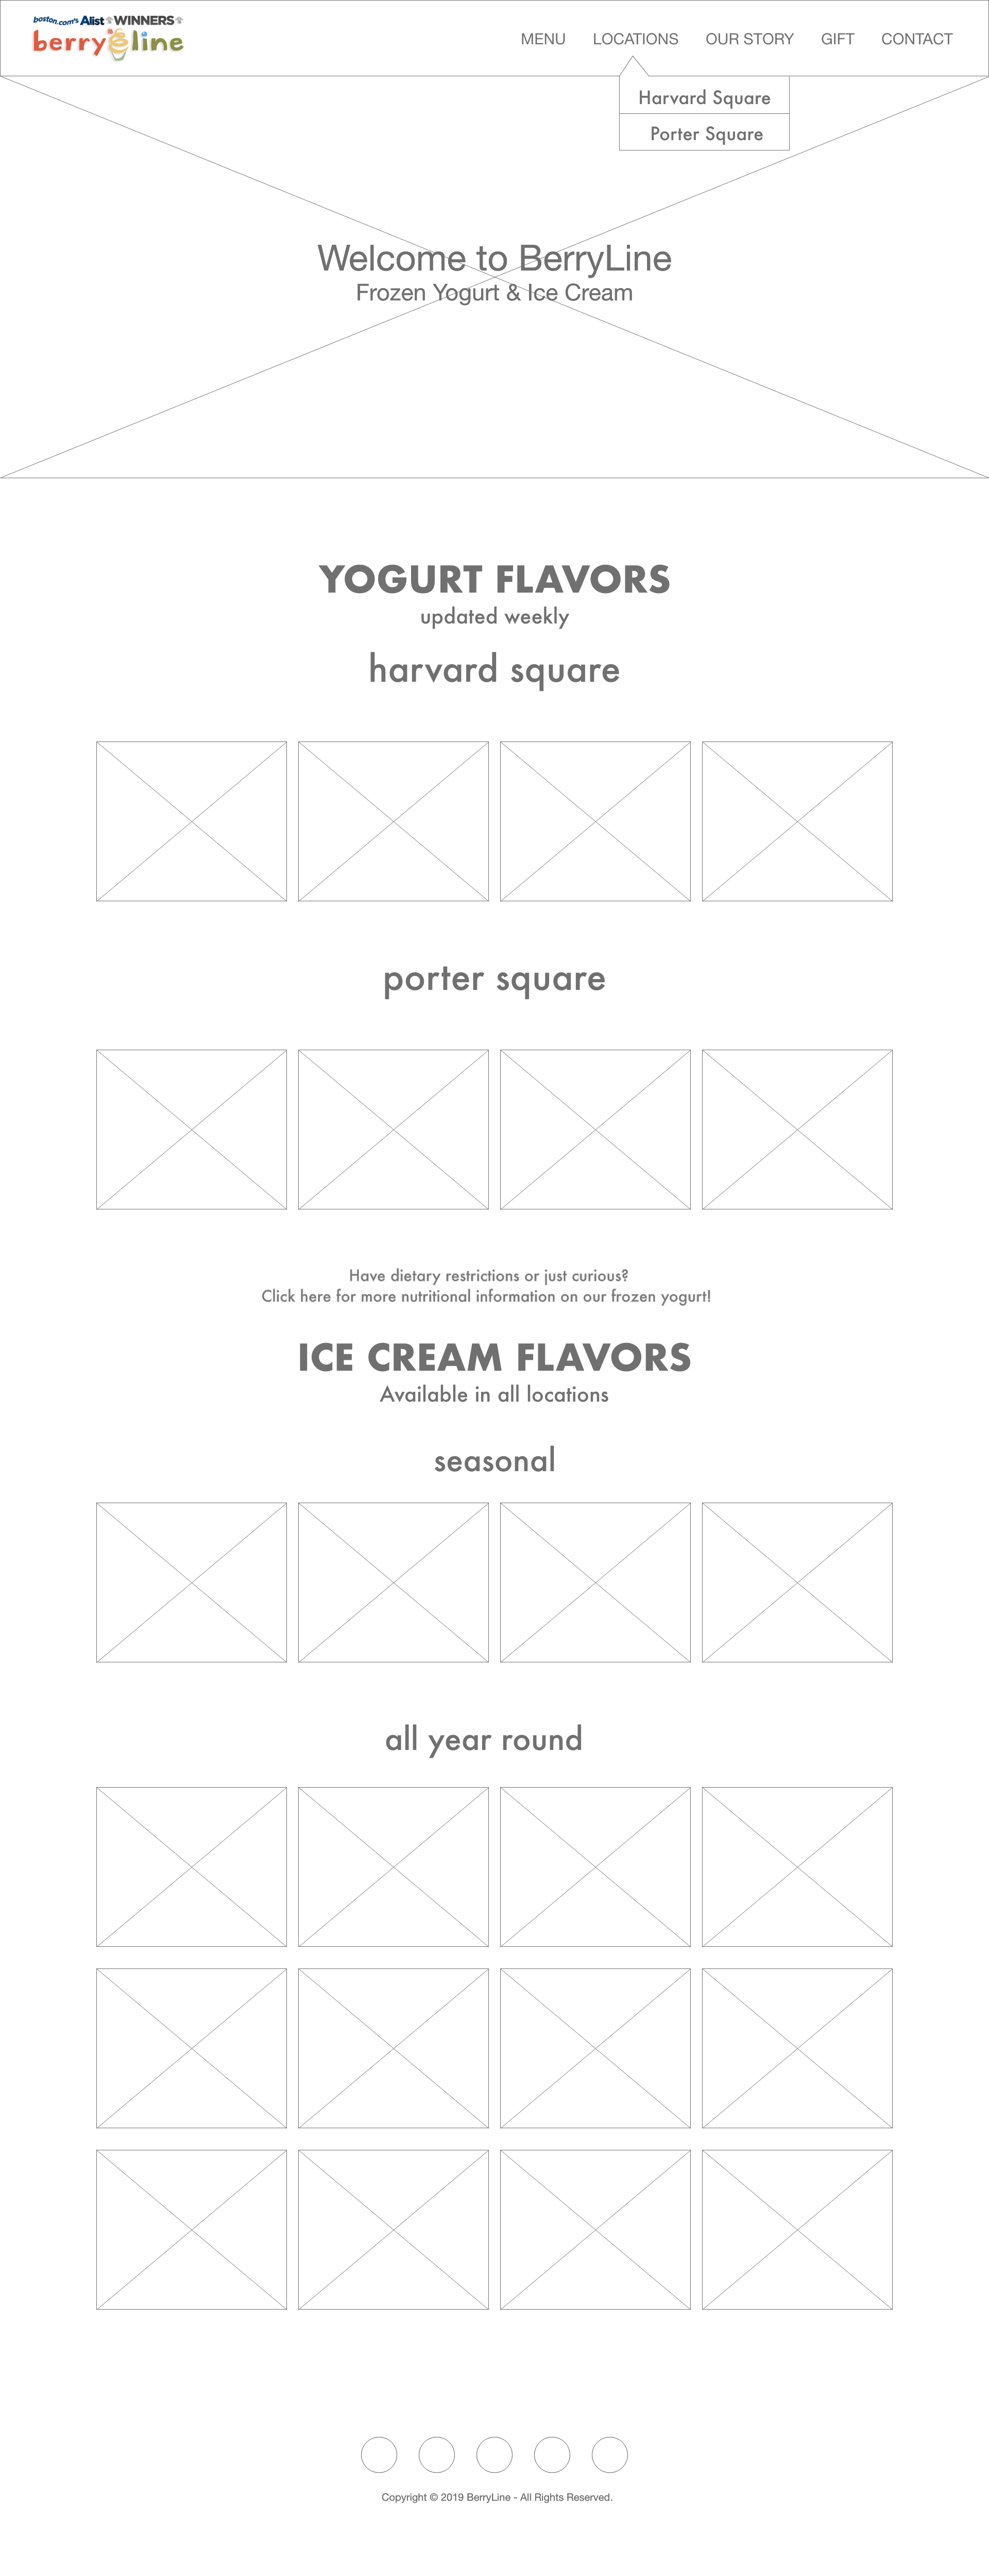 boston.com's Alist WINNERS
berryline
MENU LOCATIONS OUR STORY GIFT CONTACT
Harvard Square
Porter Square
Welcome to BerryLine
Frozen Yogurt & Ice Cream
YOGURT FLAVORS
updated weekly
harvard square
porter square
Have dietary restrictions or just curious?
Click here for more nutritional information on our frozen yogurt!
ICE CREAM FLAVORS
Available in all locations
seasonal
all year round
Copyright © 2019 BerryLine - All Rights Reserved.